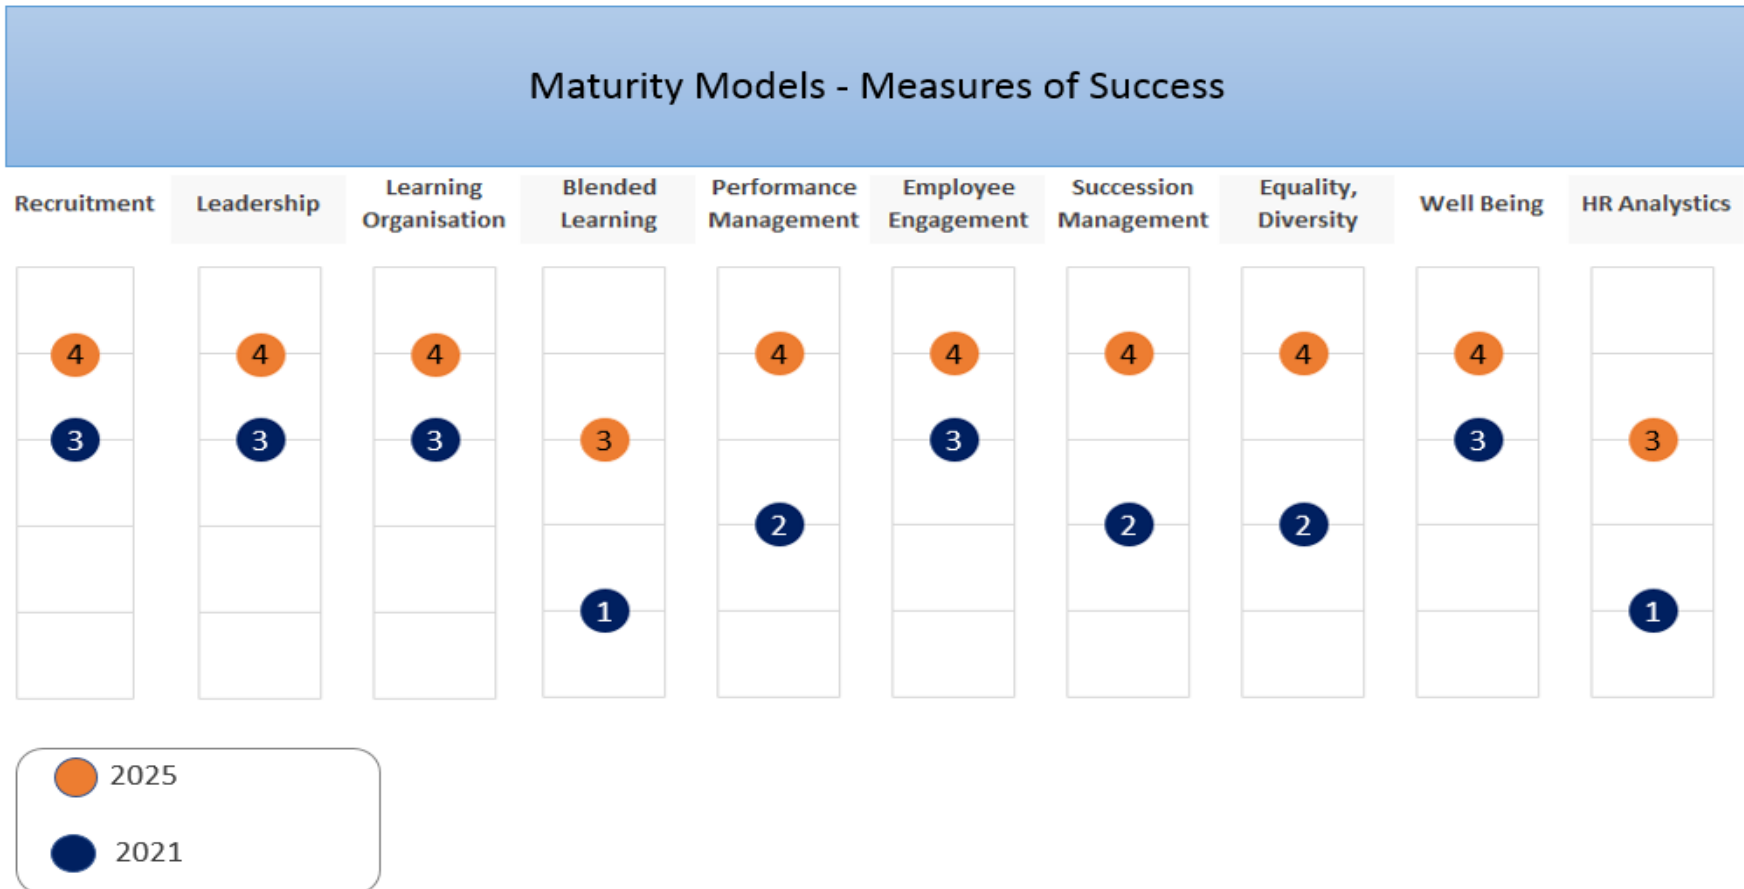 Maturity Models - Measures of Success
Recruitment
Leadership
Learning
Organisation
Blended
Learning
Performance
Management
Employee
Engagement
Succession
Management
Equality,
Diversity
Well Being
HR Analystics
4
4
4
4
4
4
4
4
3
3
3
3
3
3
3
2
2
2
1
1
2025
2021